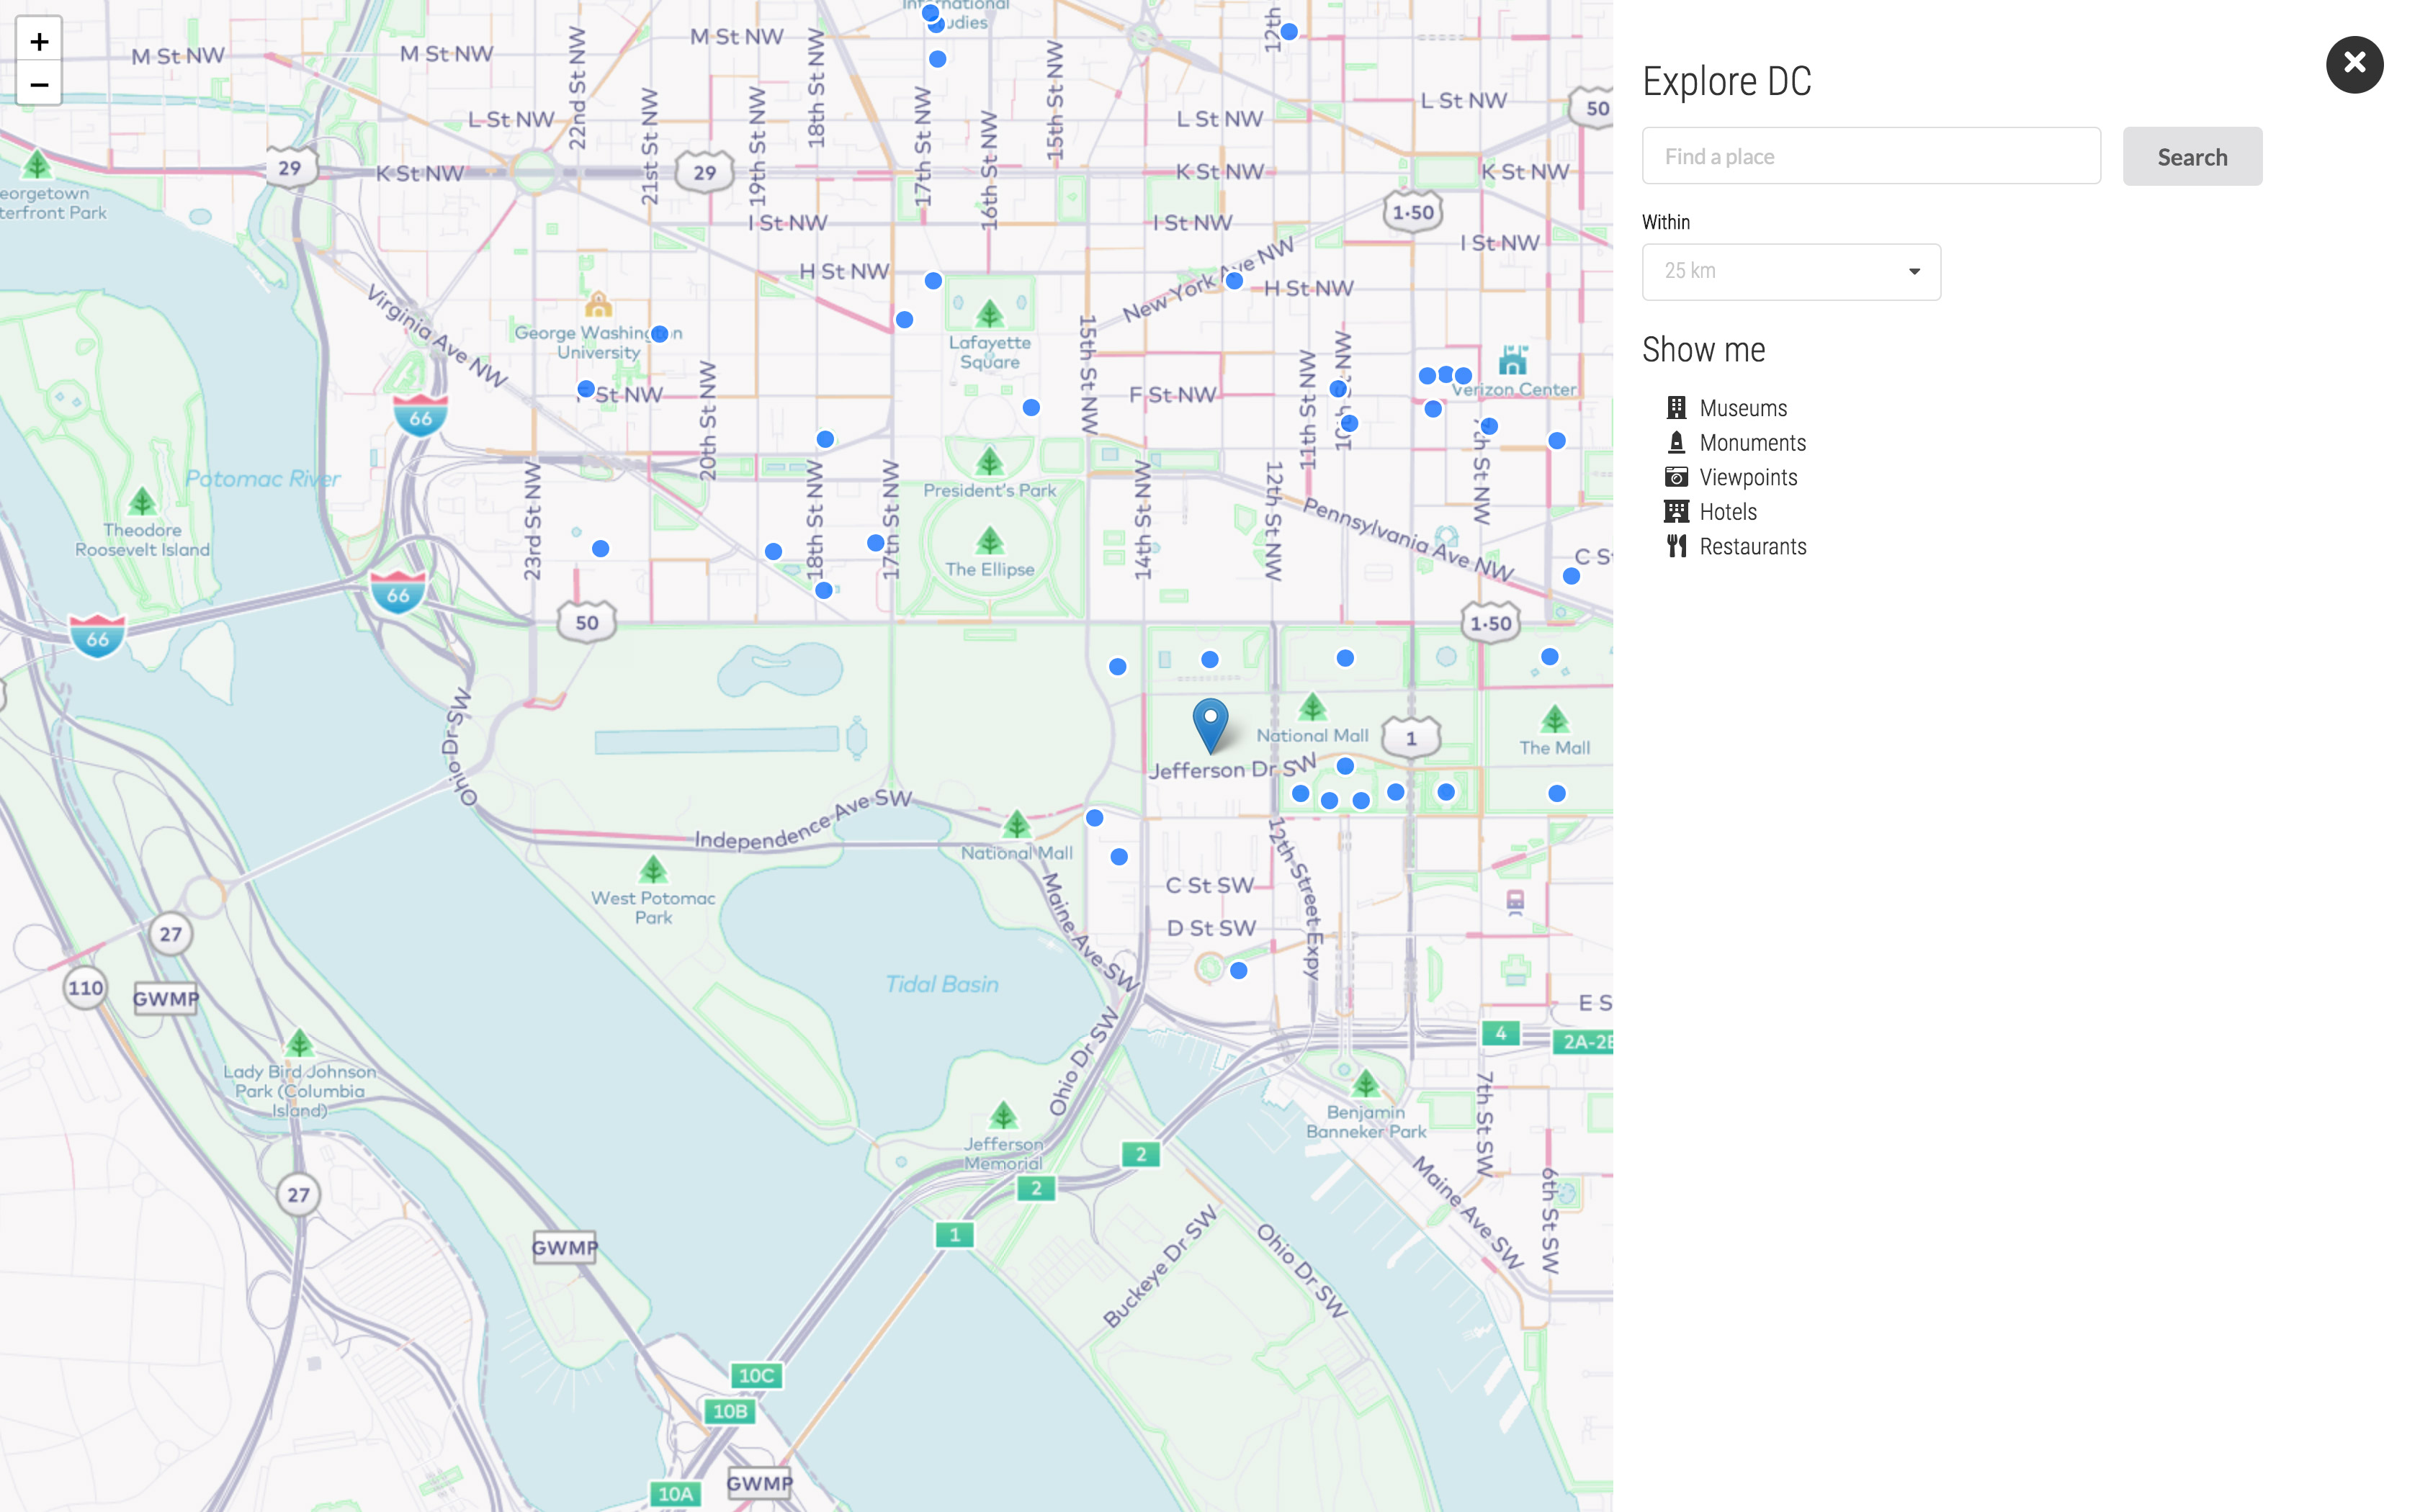 +
−
International
Studies
12th
M St NW
M St NW
M St NW
22nd St NW
18th St NW
15th St NW
L St NW
L St NW
L St NW
50
21st St NW
19th St NW
17th St NW
16th St NW
29
K St NW
29
K St NW
K St NW
eorgetown
terfront Park
I St NW
I St NW
1·50
I St NW
H St NW
New York Ave NW
H St NW
Virginia Ave NW
George Washington
University
Lafayette
Square
15th St NW
11th St NW
St NW
Verizon Center
St NW
20th St NW
F St NW
66
Potomac River
President's Park
23rd St NW
18th St NW
17th St NW
14th St NW
12th St NW
Pennsylvania Ave NW
th St NW
Theodore
Roosevelt Island
The Ellipse
C St
66
66
50
1·50
Ohio Dr SW
National Mall
1
The Mall
Jefferson Dr SW
Independence Ave SW
National Mall
West Potomac
Park
Maine Ave SW
12th Street Expy
C St SW
D St SW
27
110
GWMP
Tidal Basin
E S
4
2A-2B
Lady Bird Johnson
Park (Columbia
Island)
Ohio Dr SW
Benjamin
Banneker Park
7th St SW
Jefferson
Memorial
2
2
1
27
Maine Ave SW
6th St SW
GWMP
Buckeye Dr SW
Ohio Dr SW
10C
10B
GWMP
10A
Explore DC
Find a place
Search
Within
25 km
Show me
Museums
Monuments
Viewpoints
Hotels
Restaurants